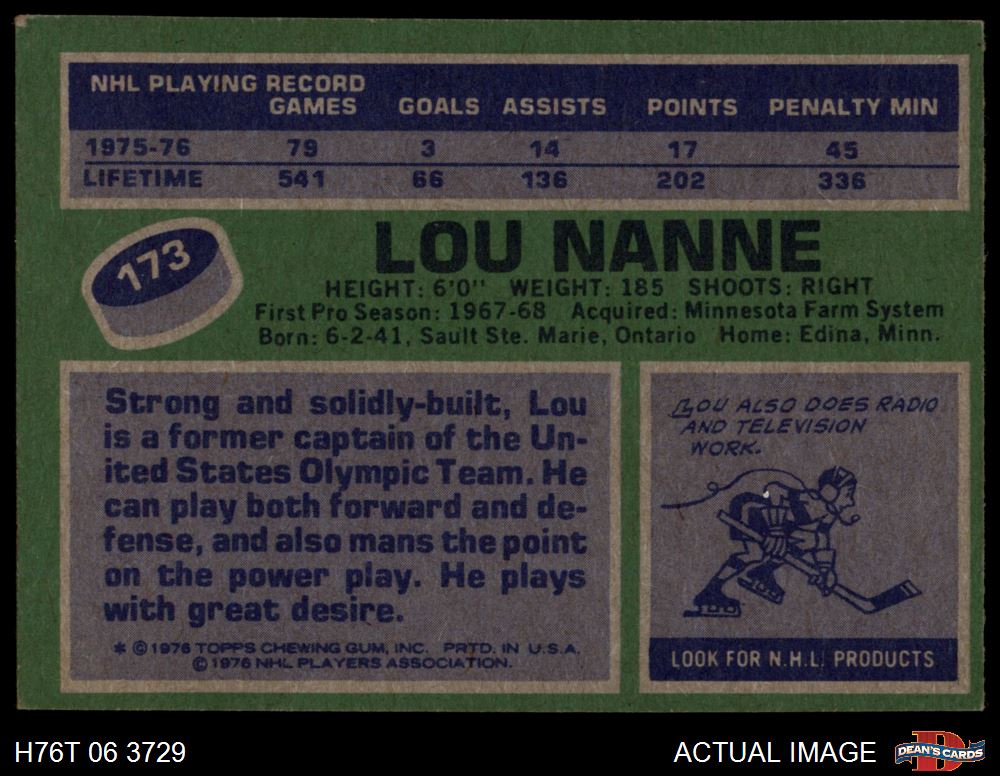 NHL PLAYING RECORD
GAMES GOALS ASSISTS POINTS PENALTY MIN
1975-76 79 3 14 17 45
LIFETIME 541 66 136 202 336
173
LOU NANNE
HEIGHT: 6'0" WEIGHT: 185 SHOOTS: RIGHT
First Pro Season: 1967-68 Acquired: Minnesota Farm System
Born: 6-2-41, Sault Ste. Marie, Ontario Home: Edina, Minn.
Strong and solidly-built, Lou
is a former captain of the Un-
ited States Olympic Team. He
can play both forward and de-
fense, and also mans the point
on the power play. He plays
with great desire.
* ©1976 TOPPS CHEWING GUM, INC. PRTD. IN U.S.A.
©1976 NHL PLAYERS ASSOCIATION.
LOU ALSO DOES RADIO
AND TELEVISION
WORK.
LOOK FOR N.H.L. PRODUCTS
H76T 06 3729
ACTUAL IMAGE
DEAN'S CARDS